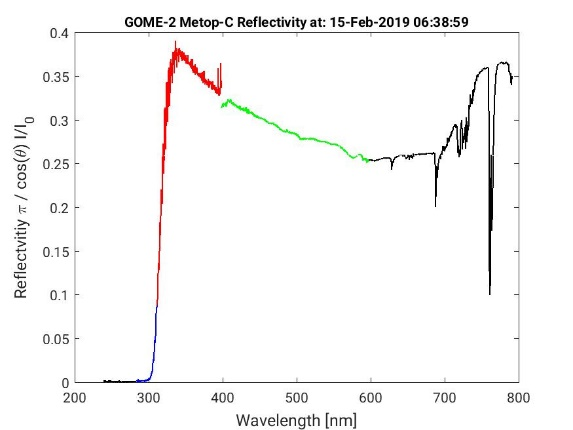 GOME-2 Metop-C Reflectivity at: 15-Feb-2019 06:38:59
0.4
0.35
0.3
0.25
0.2
0.15
0.1
0.05
0
Reflectvitiy π / cos(θ) I/I0
200 300 400 500 600 700 800
Wavelength [nm]